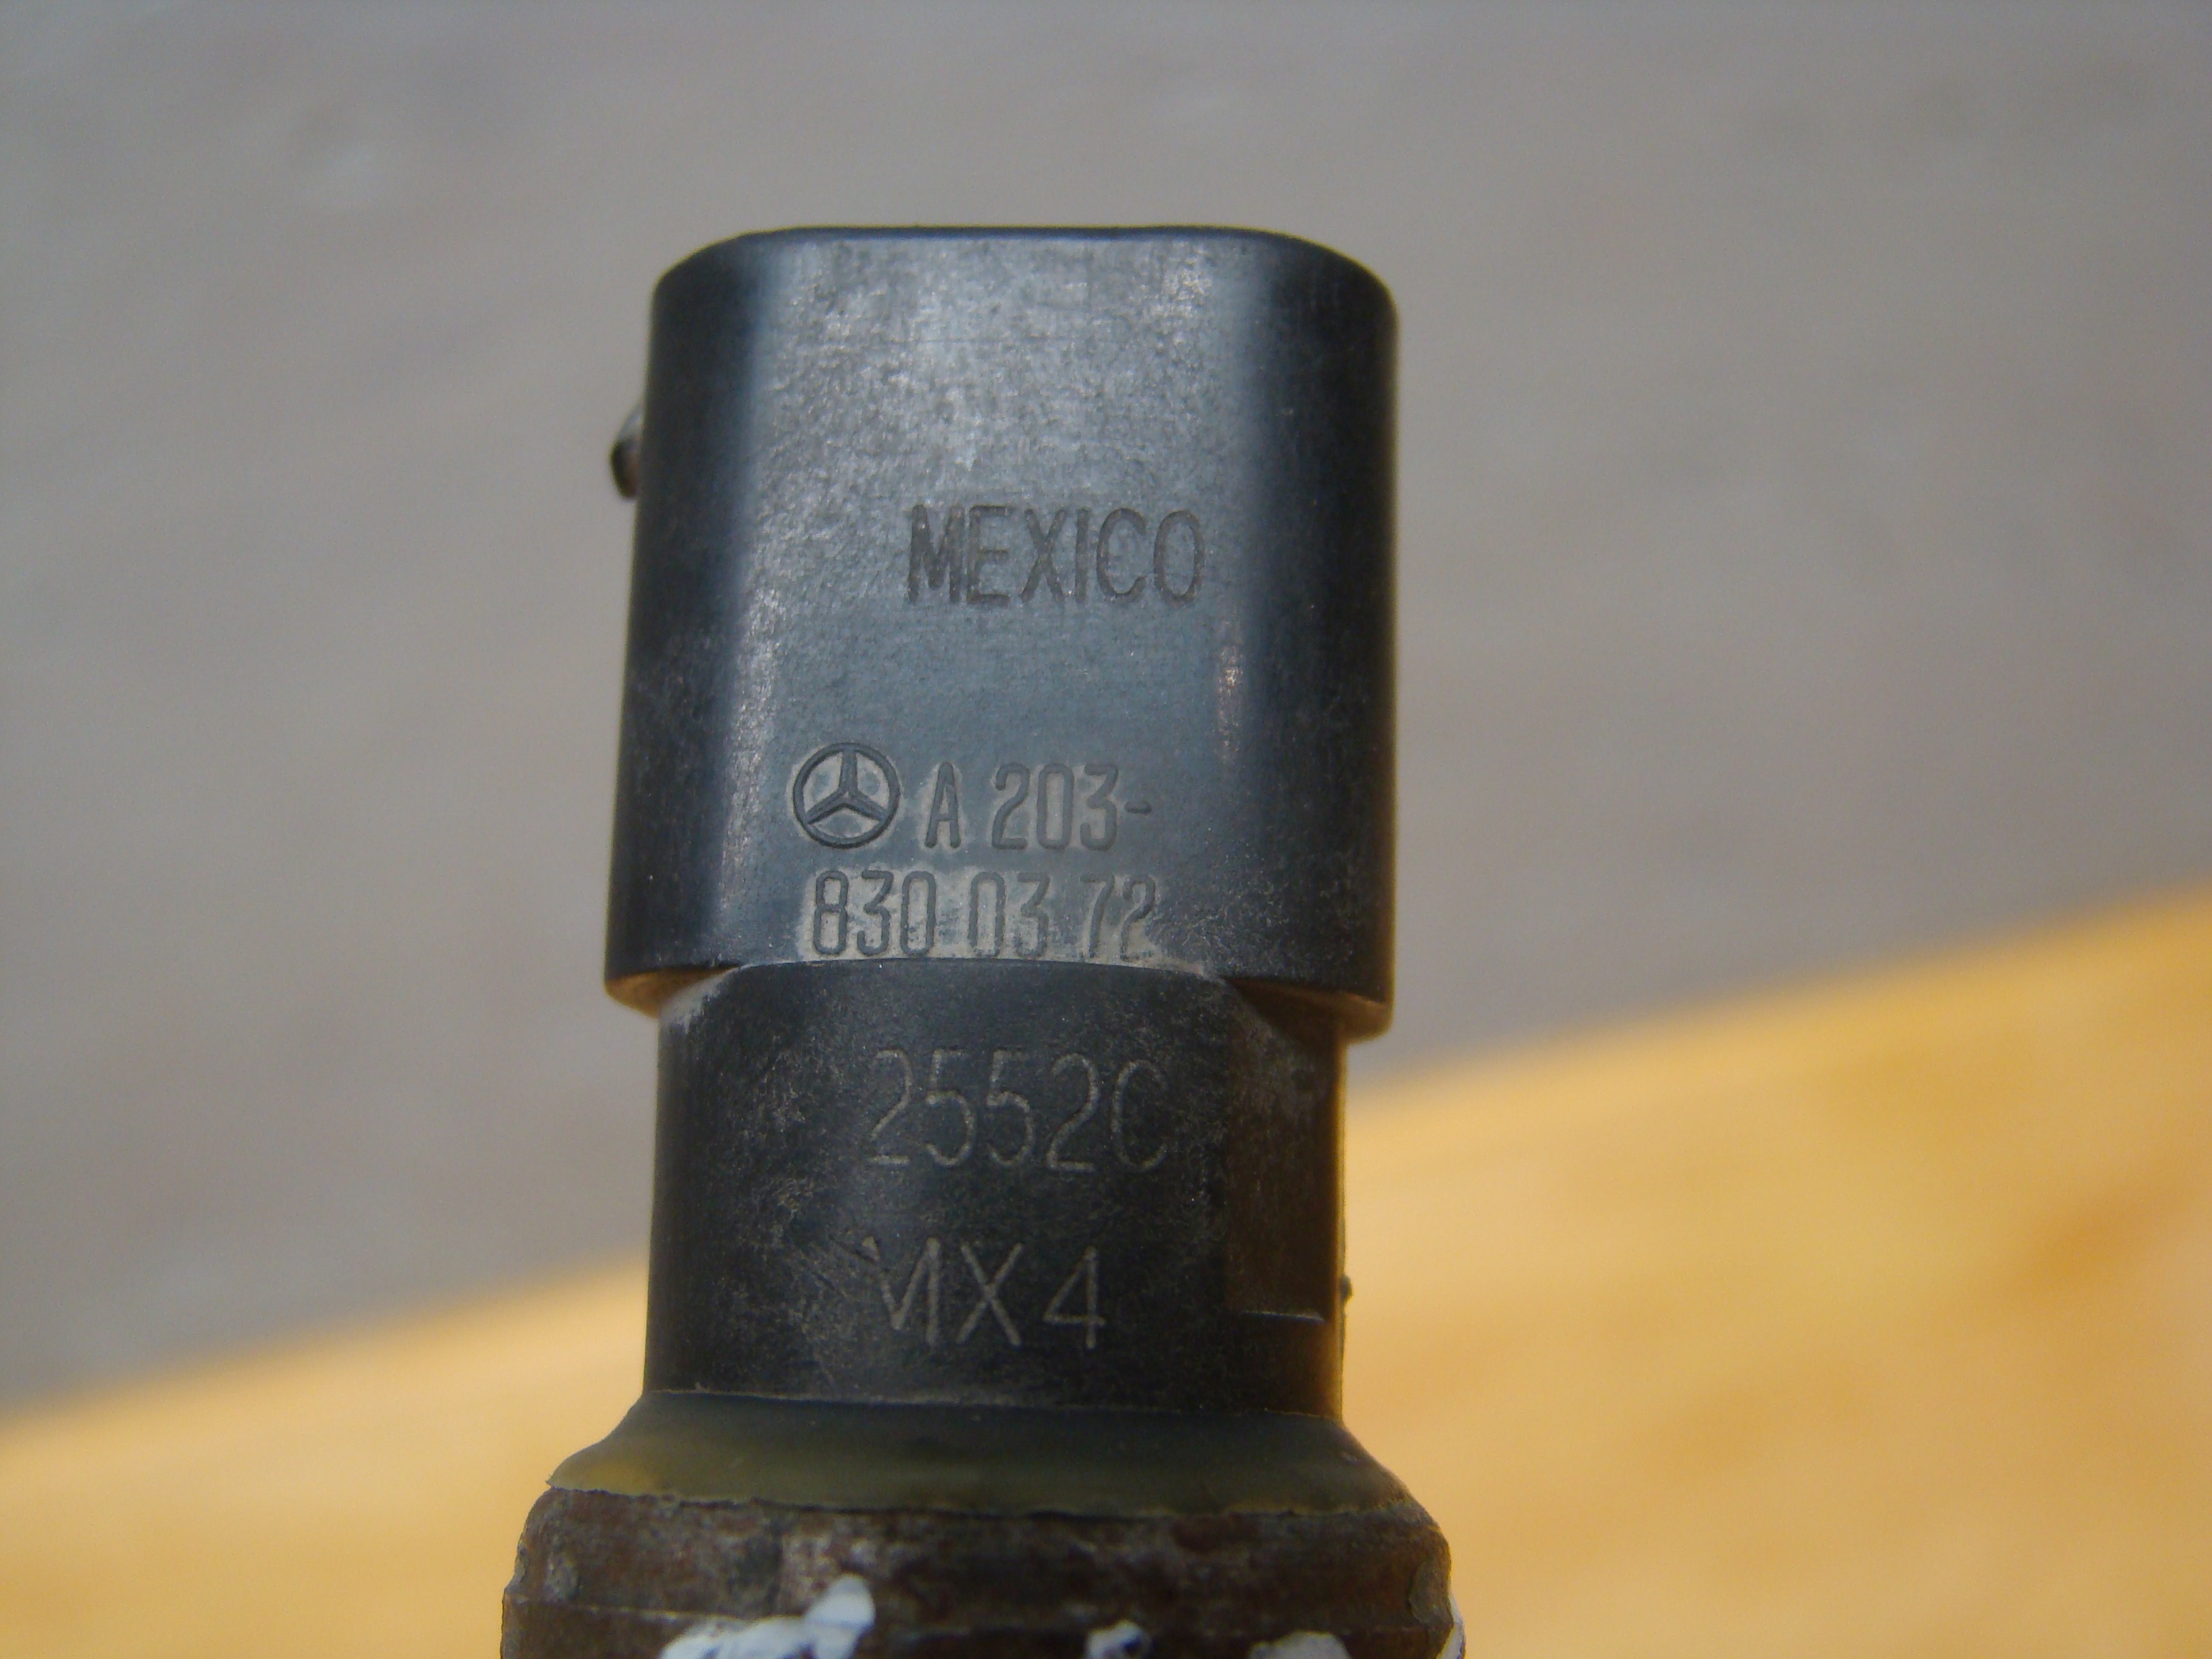 MEXICO
A 203-
830 03 72
2552C
MX4